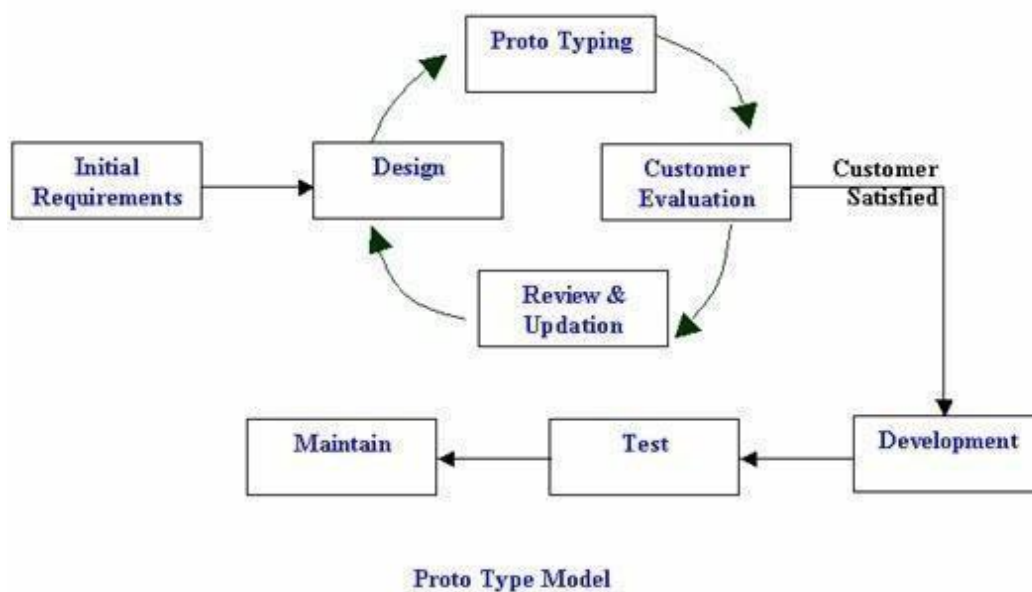 Proto Typing
Initial
Requirements
Design
Customer
Evaluation
Customer
Satisfied
Review &
Updation
Maintain
Test
Development
Proto Type Model